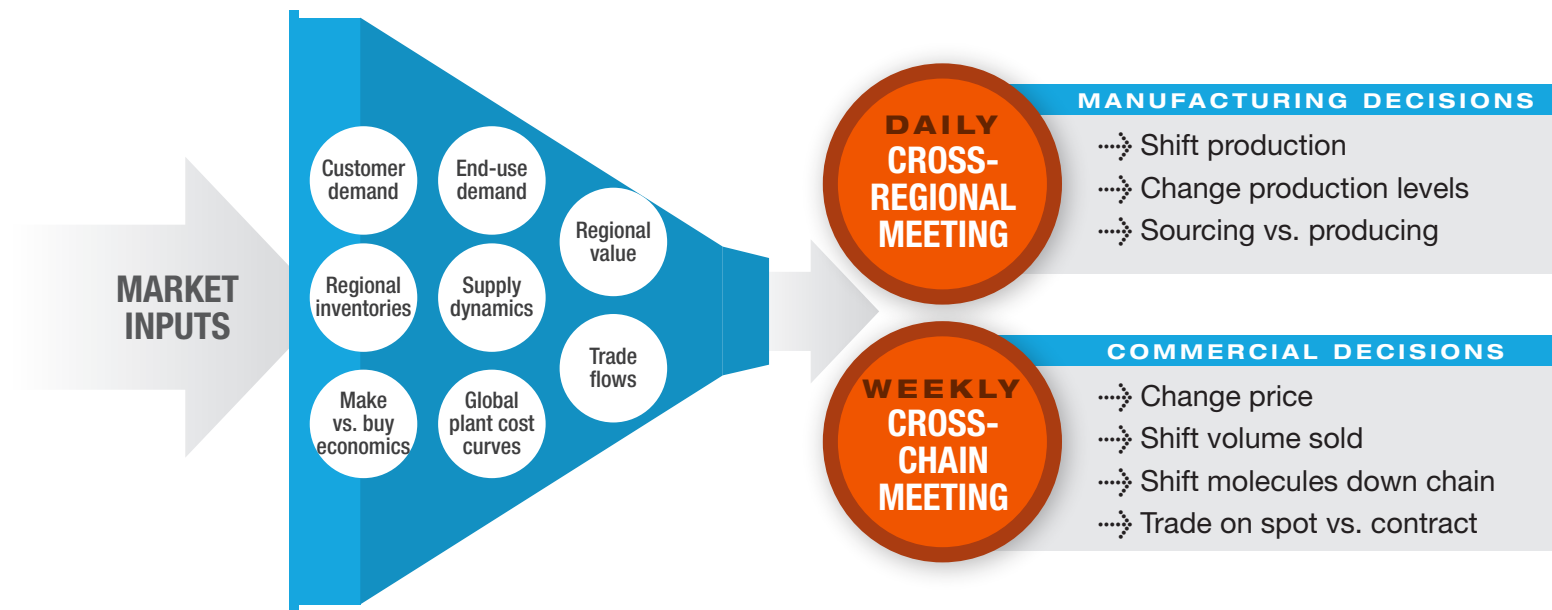 MARKET
INPUTS
Customer
demand
End-use
demand
Regional
value
Regional
inventories
Supply
dynamics
Trade
flows
Make
vs. buy
economics
Global
plant cost
curves
DAILY
CROSS-
REGIONAL
MEETING
MANUFACTURING DECISIONS
Shift production
Change production levels
Sourcing vs. producing
WEEKLY
CROSS-
CHAIN
MEETING
COMMERCIAL DECISIONS
Change price
Shift volume sold
Shift molecules down chain
Trade on spot vs. contract